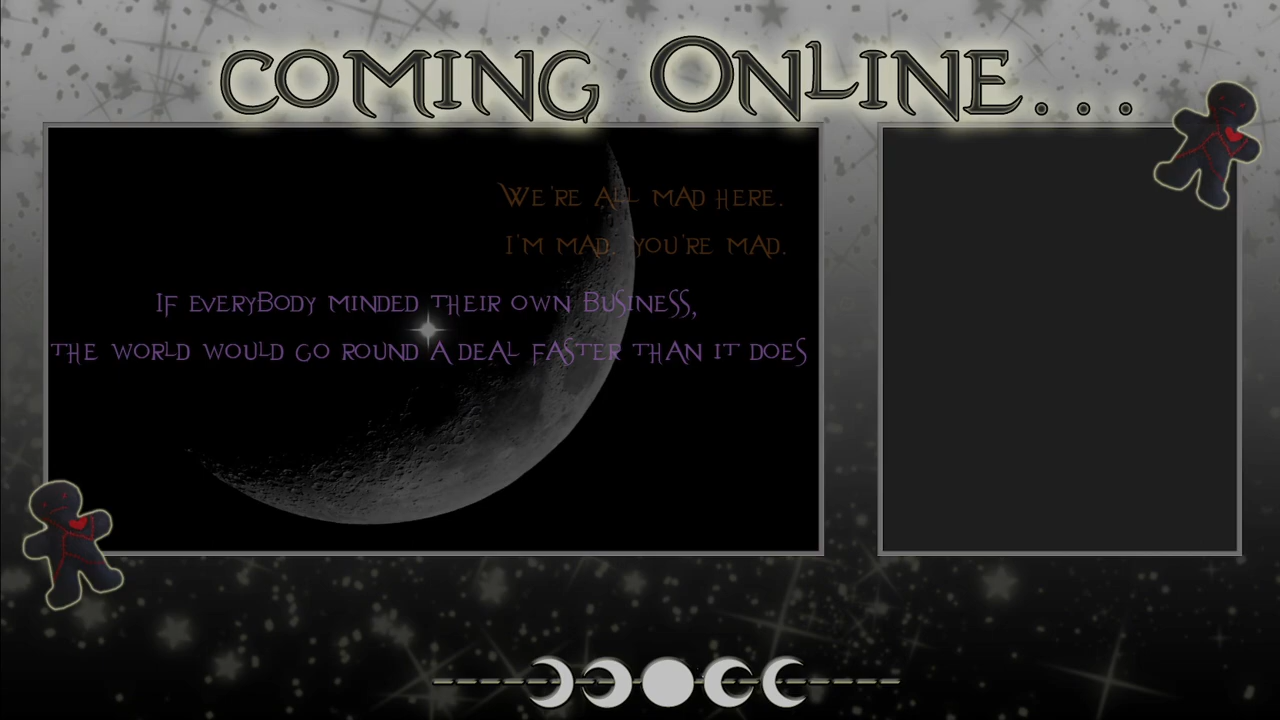 Coming Online...
We're all mad here.
I'm mad. You're mad.
If everybody minded their own business,
the world would go round a deal faster than it does